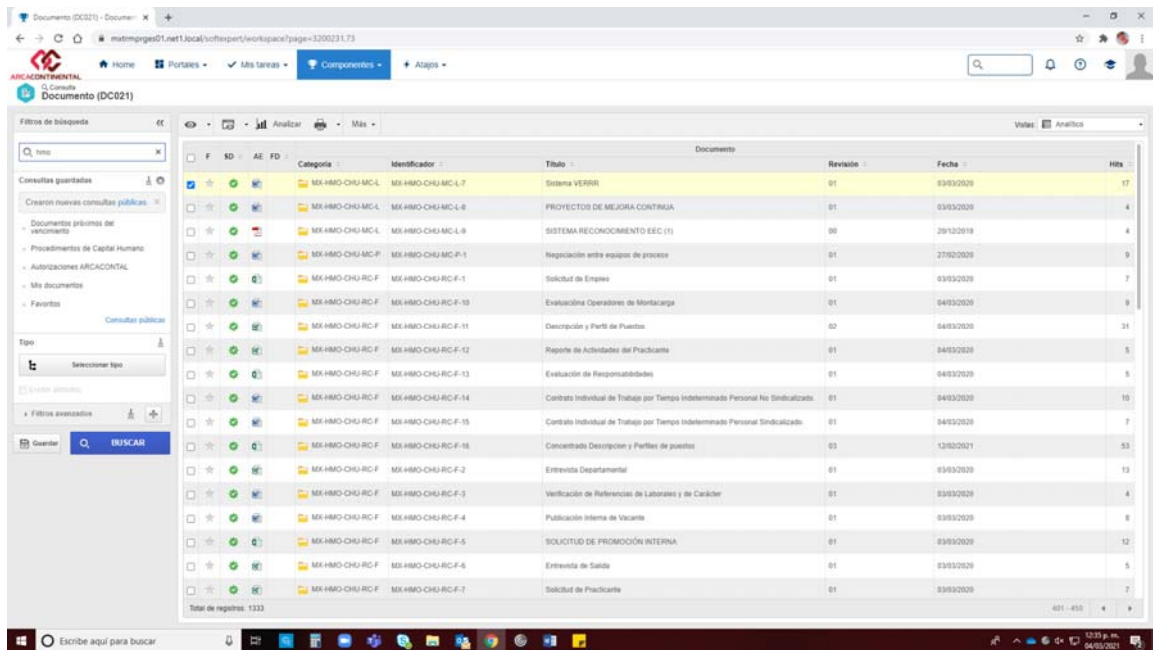 Documento (DC021) - Documen
mxtrmprges01.net1.local/softexpert/workspace?page=3200231,73
ARCACONTINENTAL
Home
Portales
Mis tareas
Componentes
Atajos
Consulta
Documento (DC021)
Filtros de búsqueda
Analizar
Más
Vistas
Analítico
hmo
Consultas guardadas
Crearon nuevas consultas públicas.
Documentos próximos del vencimiento
Procedimientos de Capital Humano
Autorizaciones ARCACONTAL
Mis documentos
Favoritos
Consultas públicas
Tipo
Seleccionar tipo
Filtros avanzados
Guardar
BUSCAR
Documento
F SD AE FD Categoría Identificador Título Revisión Fecha Hits
MX-HMO-CHU-MC-L MX-HMO-CHU-MC-L-7 Sistema VERRR 01 03/03/2020 17
MX-HMO-CHU-MC-L MX-HMO-CHU-MC-L-8 PROYECTOS DE MEJORA CONTINUA 01 03/03/2020 4
MX-HMO-CHU-MC-L MX-HMO-CHU-MC-L-9 SISTEMA RECONOCIMIENTO EEC (1) 00 20/12/2018 4
MX-HMO-CHU-MC-P MX-HMO-CHU-MC-P-1 Negociación entre equipos de proceso 01 27/02/2020 9
MX-HMO-CHU-RC-F MX-HMO-CHU-RC-F-1 Solicitud de Empleo 01 03/03/2020 7
MX-HMO-CHU-RC-F MX-HMO-CHU-RC-F-10 Evaluacióna Operadores de Montacarga 01 04/03/2020
MX-HMO-CHU-RC-F MX-HMO-CHU-RC-F-11 Descripción y Perfil de Puestos 02 04/03/2020 31
MX-HMO-CHU-RC-F MX-HMO-CHU-RC-F-12 Reporte de Actividades del Practicante 01 04/03/2020 5
MX-HMO-CHU-RC-F MX-HMO-CHU-RC-F-13 Evaluación de Responsabilidades 01 04/03/2020 5
MX-HMO-CHU-RC-F MX-HMO-CHU-RC-F-14 Contrato Individual de Trabajo por Tiempo Indeterminado Personal No Sindicalizado. 01 04/03/2020 10
MX-HMO-CHU-RC-F MX-HMO-CHU-RC-F-15 Contrato Individual de Trabajo por Tiempo Indeterminado Personal Sindicalizado. 01 04/03/2020 7
MX-HMO-CHU-RC-F MX-HMO-CHU-RC-F-16 Concentrado Descripcion y Perfiles de puestos 03 12/02/2021 53
MX-HMO-CHU-RC-F MX-HMO-CHU-RC-F-2 Entrevista Departamental 01 03/03/2020 13
MX-HMO-CHU-RC-F MX-HMO-CHU-RC-F-3 Verificación de Referencias de Laborales y de Carácter 01 03/03/2020 4
MX-HMO-CHU-RC-F MX-HMO-CHU-RC-F-4 Publicación Interna de Vacante 01 03/03/2020
MX-HMO-CHU-RC-F MX-HMO-CHU-RC-F-5 SOLICITUD DE PROMOCIÓN INTERNA 01 03/03/2020 12
MX-HMO-CHU-RC-F MX-HMO-CHU-RC-F-6 Entrevista de Salida 01 03/03/2020 5
MX-HMO-CHU-RC-F MX-HMO-CHU-RC-F-7 Solicitud de Practicante 01 03/03/2020 7
Total de registros: 1333
401 - 450
Escribe aquí para buscar
12:35 p. m.
04/03/2021